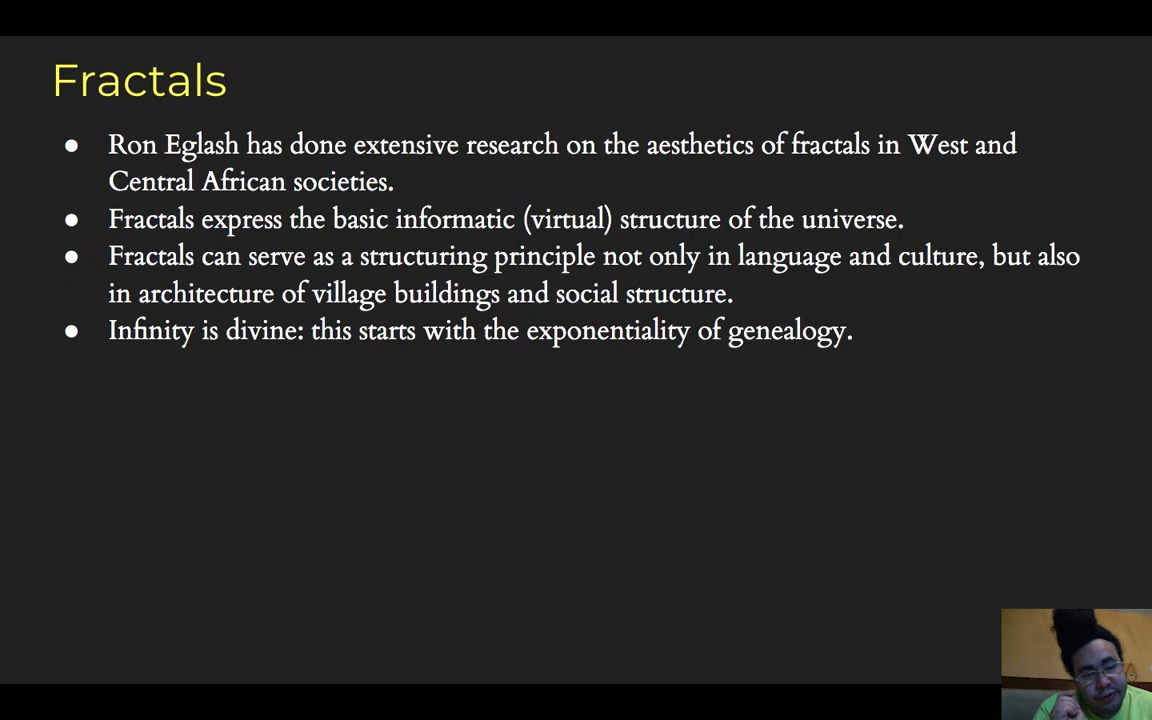 Fractals
● Ron Eglash has done extensive research on the aesthetics of fractals in West and
Central African societies.
● Fractals express the basic informatic (virtual) structure of the universe.
● Fractals can serve as a structuring principle not only in language and culture, but also
in architecture of village buildings and social structure.
● Infinity is divine: this starts with the exponentiality of genealogy.